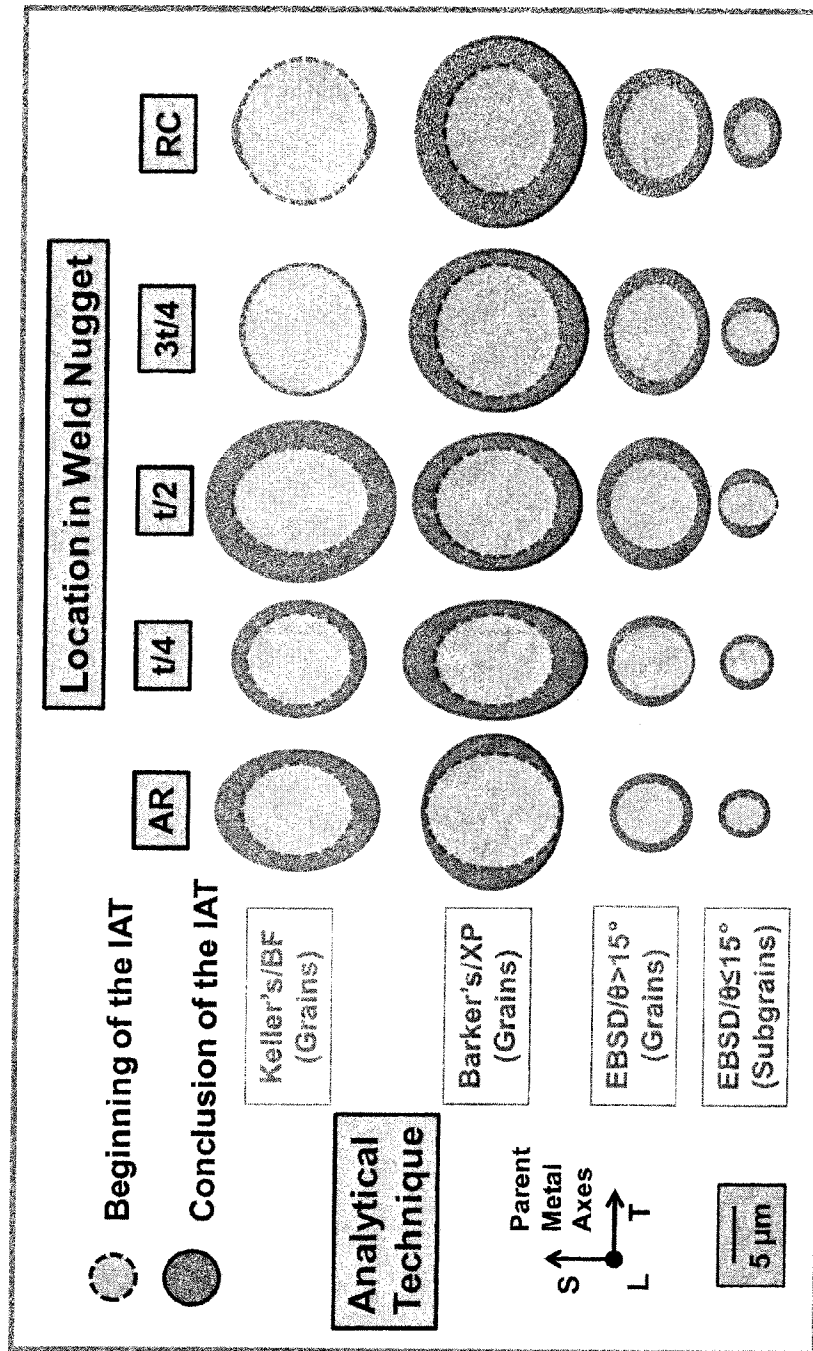 Beginning of the IAT
Conclusion of the IAT
Location in Weld Nugget
AR
t/4
t/2
3t/4
RC
Analytical
Technique
Keller's/BF
(Grains)
Barker's/XP
(Grains)
EBSD/θ>15°
(Grains)
EBSD/θ≤15°
(Subgrains)
S
L
T
Parent
Metal
Axes
5 µm